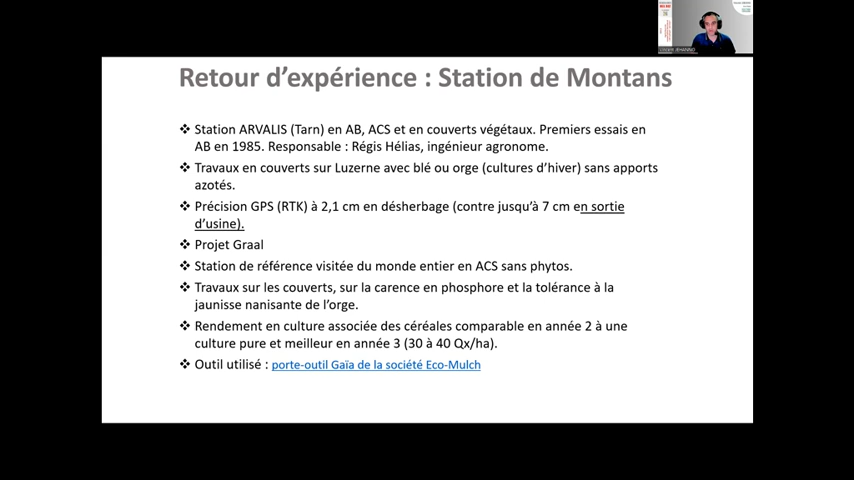 Retour d'expérience : Station de Montans
❖ Station ARVALIS (Tarn) en AB, ACS et en couverts végétaux. Premiers essais en
AB en 1985. Responsable : Régis Hélias, ingénieur agronome.
❖ Travaux en couverts sur Luzerne avec blé ou orge (cultures d'hiver) sans apports
azotés.
❖ Précision GPS (RTK) à 2,1 cm en désherbage (contre jusqu'à 7 cm en sortie
d'usine).
❖ Projet Graal
❖ Station de référence visitée du monde entier en ACS sans phytos.
❖ Travaux sur les couverts, sur la carence en phosphore et la tolérance à la
jaunisse nanisante de l'orge.
❖ Rendement en culture associée des céréales comparable en année 2 à une
culture pure et meilleur en année 3 (30 à 40 Qx/ha).
❖ Outil utilisé : porte-outil Gaïa de la société Eco-Mulch